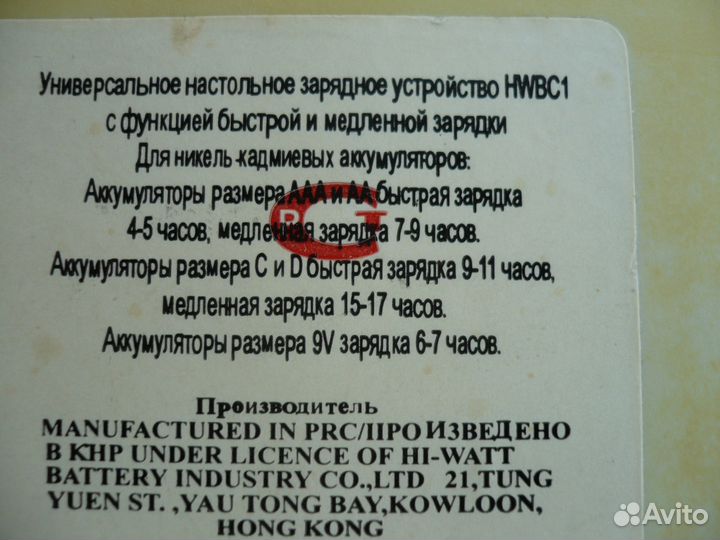 Универсальное настольное зарядное устройство HWBC1
с функцией быстрой и медленной зарядки
Для никель-кадмиевых аккумуляторов:
Аккумуляторы размера AAA и AA быстрая зарядка
4-5 часов, медленная зарядка 7-9 часов.
Аккумуляторы размера C и D быстрая зарядка 9-11 часов,
медленная зарядка 15-17 часов.
Аккумуляторы размера 9V зарядка 6-7 часов.
Производитель
MANUFACTURED IN PRC/IIPOИЗВЕДЕНО
В КНР UNDER LICENCE OF HI-WATT
BATTERY INDUSTRY CO.,LTD 21,TUNG
YUEN ST. ,YAU TONG BAY,KOWLOON,
HONG KONG
Avito